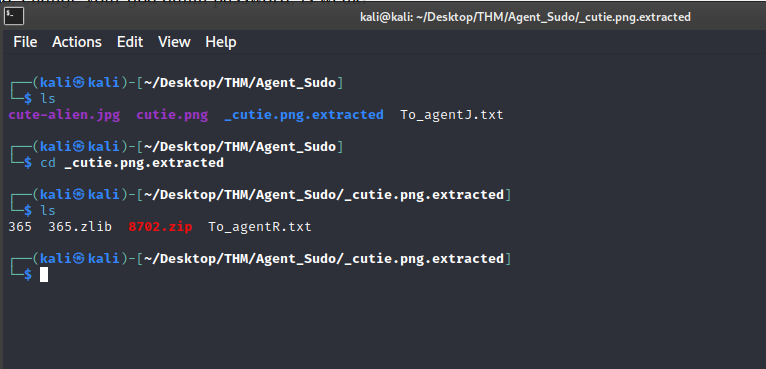 kali@kali: ~/Desktop/THM/Agent_Sudo/_cutie.png.extracted
File Actions Edit View Help
┌──(kali㉿kali)-[~/Desktop/THM/Agent_Sudo]
└─$ ls
cute-alien.jpg cutie.png _cutie.png.extracted To_agentJ.txt
┌──(kali㉿kali)-[~/Desktop/THM/Agent_Sudo]
└─$ cd _cutie.png.extracted
┌──(kali㉿kali)-[~/Desktop/THM/Agent_Sudo/_cutie.png.extracted]
└─$ ls
365 365.zlib 8702.zip To_agentR.txt
┌──(kali㉿kali)-[~/Desktop/THM/Agent_Sudo/_cutie.png.extracted]
└─$